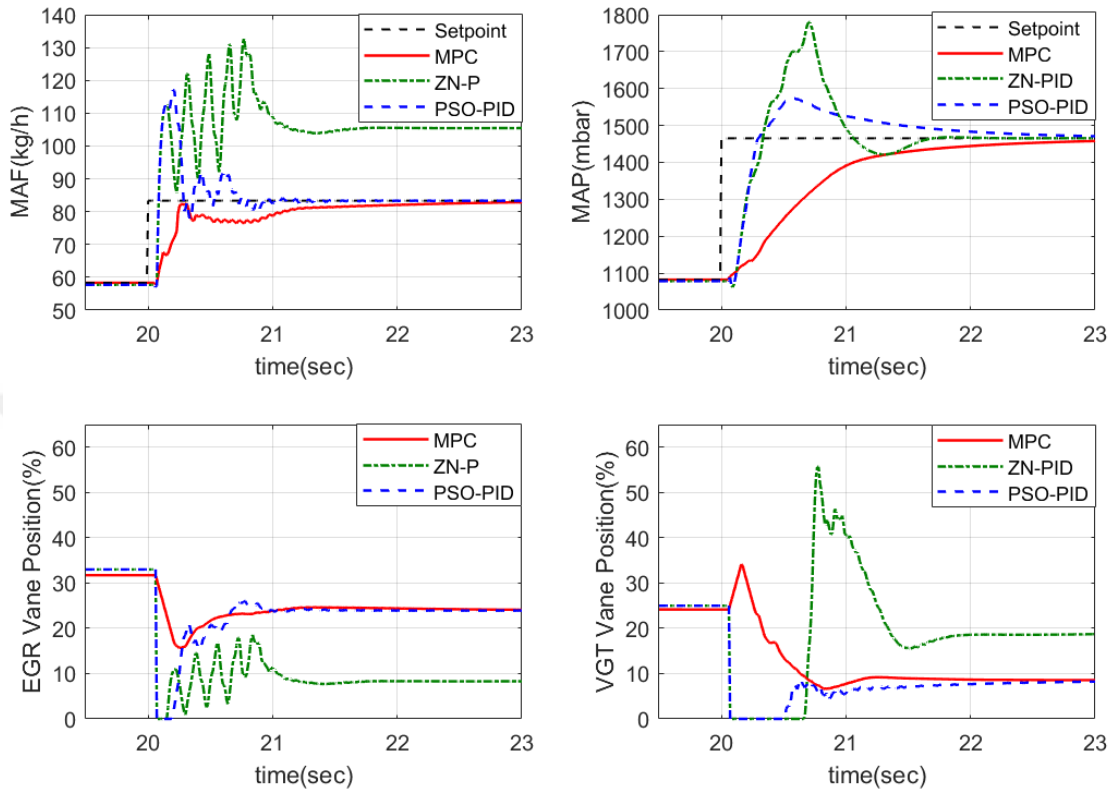 MAF(kg/h)
140
130
120
110
100
90
80
70
60
50
Setpoint
MPC
ZN-P
PSO-PID
20
21
22
23
time(sec)
MAP(mbar)
1800
1700
1600
1500
1400
1300
1200
1100
1000
Setpoint
MPC
ZN-PID
PSO-PID
20
21
22
23
time(sec)
EGR Vane Position(%)
60
50
40
30
20
10
0
MPC
ZN-P
PSO-PID
20
21
22
23
time(sec)
VGT Vane Position(%)
60
50
40
30
20
10
0
MPC
ZN-PID
PSO-PID
20
21
22
23
time(sec)